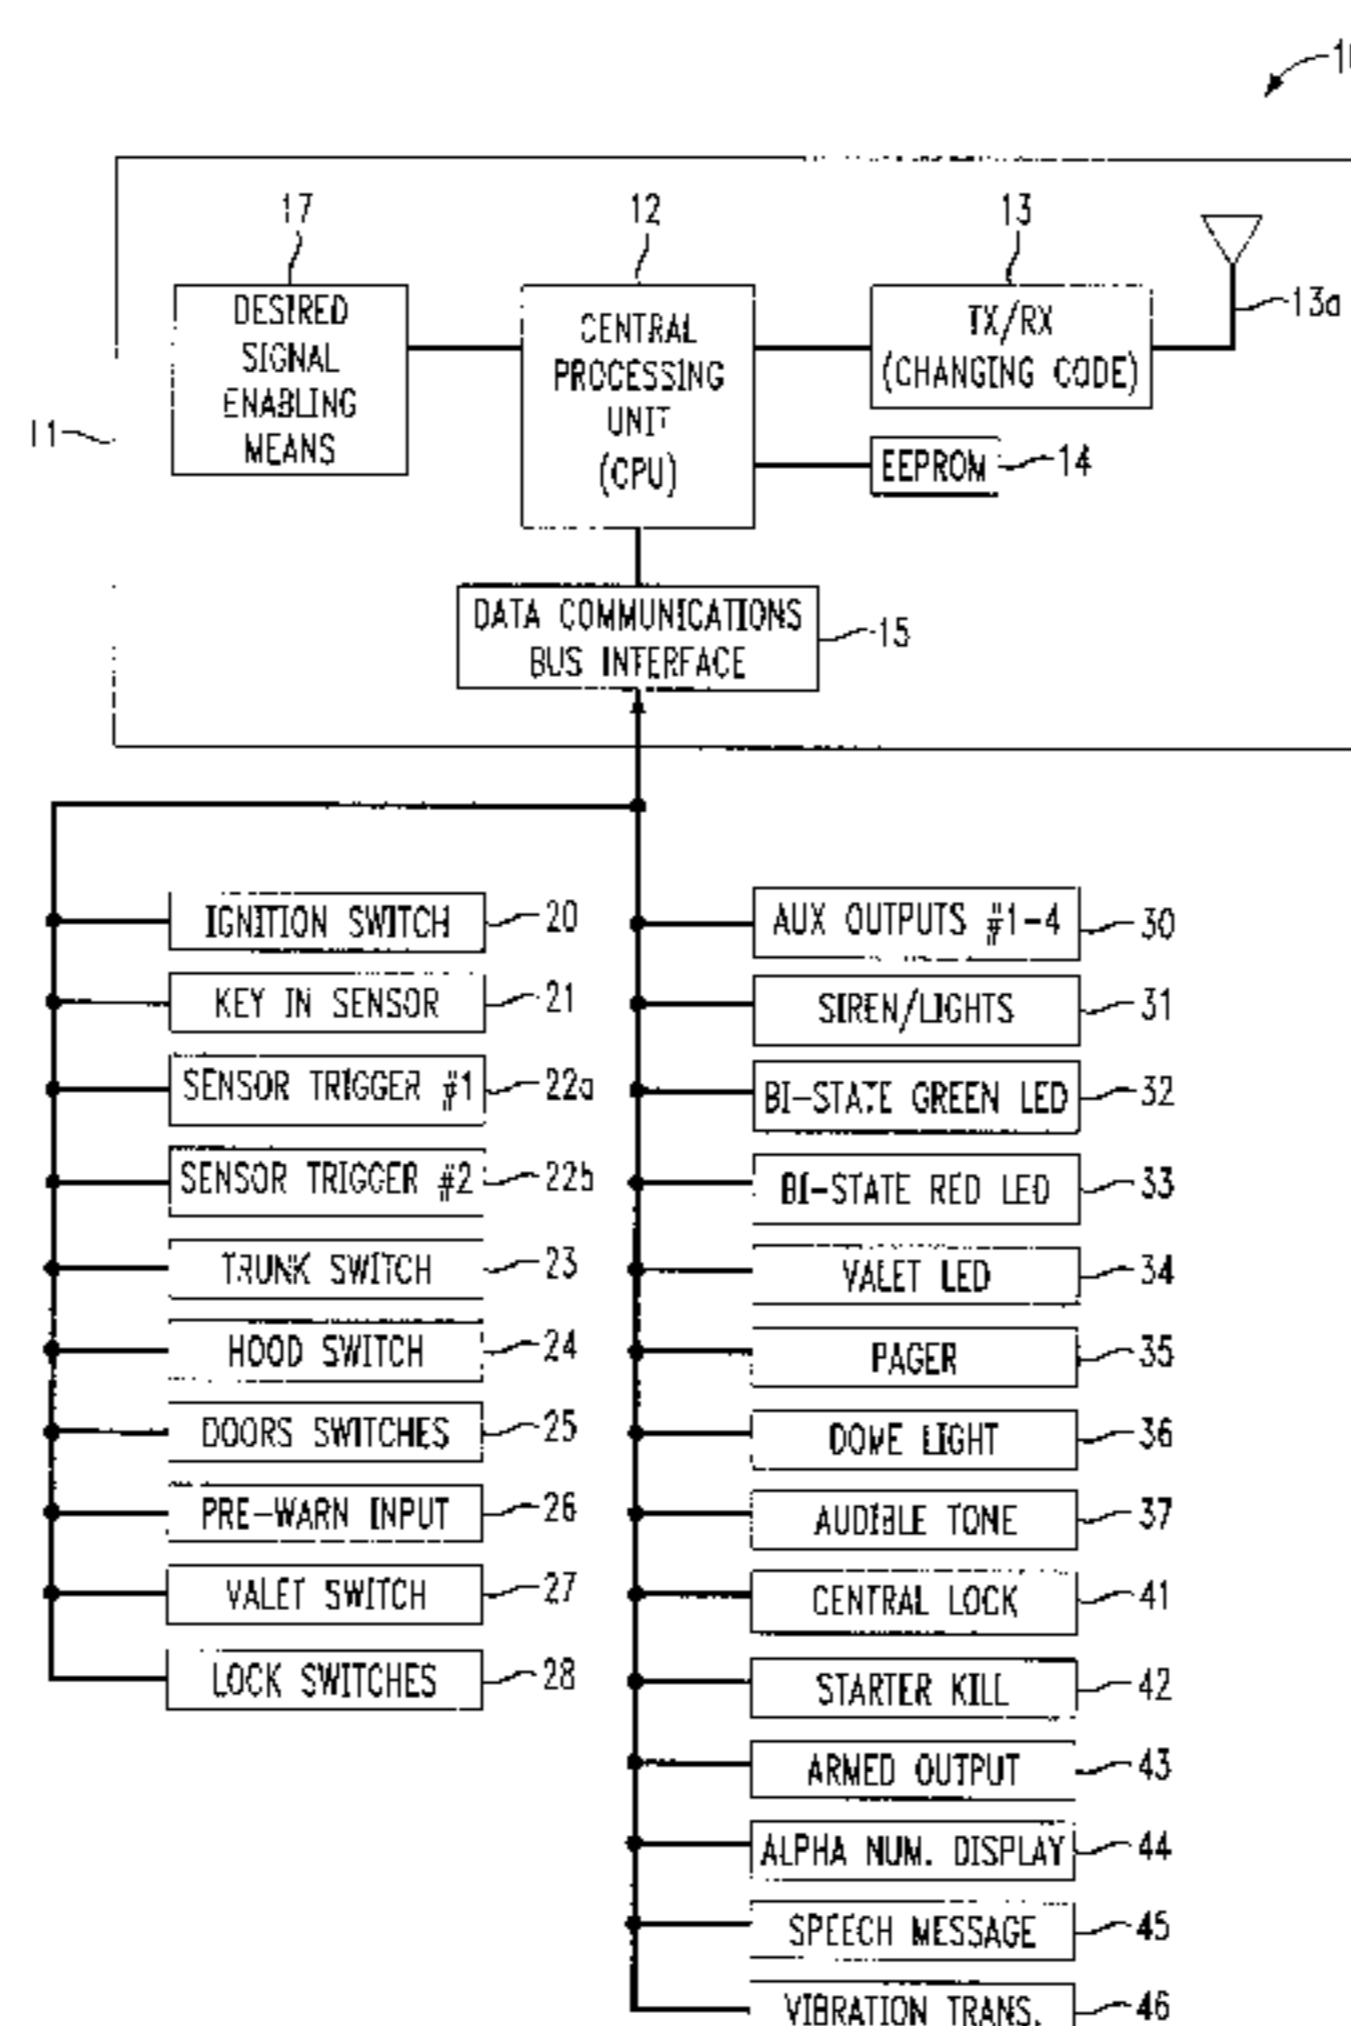 17
12
13
13a
DESIRED
SIGNAL
ENABLING
MEANS
CENTRAL
PROCESSING
UNIT
(CPU)
TX/RX
(CHANGING CODE)
11
EEPROM
14
DATA COMMUNICATIONS
BUS INTERFACE
15
IGNITION SWITCH
20
KEY IN SENSOR
21
SENSOR TRIGGER #1
22a
SENSOR TRIGGER #2
22b
TRUNK SWITCH
23
HOOD SWITCH
24
DOORS SWITCHES
25
PRE-WARN INPUT
26
VALET SWITCH
27
LOCK SWITCHES
28
AUX OUTPUTS #1-4
30
SIREN/LIGHTS
31
BI-STATE GREEN LED
32
BI-STATE RED LED
33
VALET LED
34
PAGER
35
DOME LIGHT
36
AUDIBLE TONE
37
CENTRAL LOCK
41
STARTER KILL
42
ARMED OUTPUT
43
ALPHA NUM. DISPLAY
44
SPEECH MESSAGE
45
VIBRATION TRANS.
46